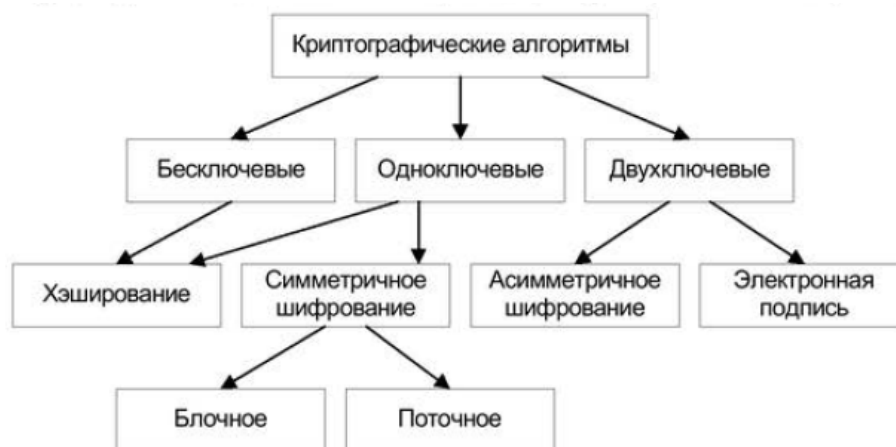 Криптографические алгоритмы
Бесключевые
Одноключевые
Двухключевые
Хэширование
Симметричное
шифрование
Асимметричное
шифрование
Электронная
подпись
Блочное
Поточное